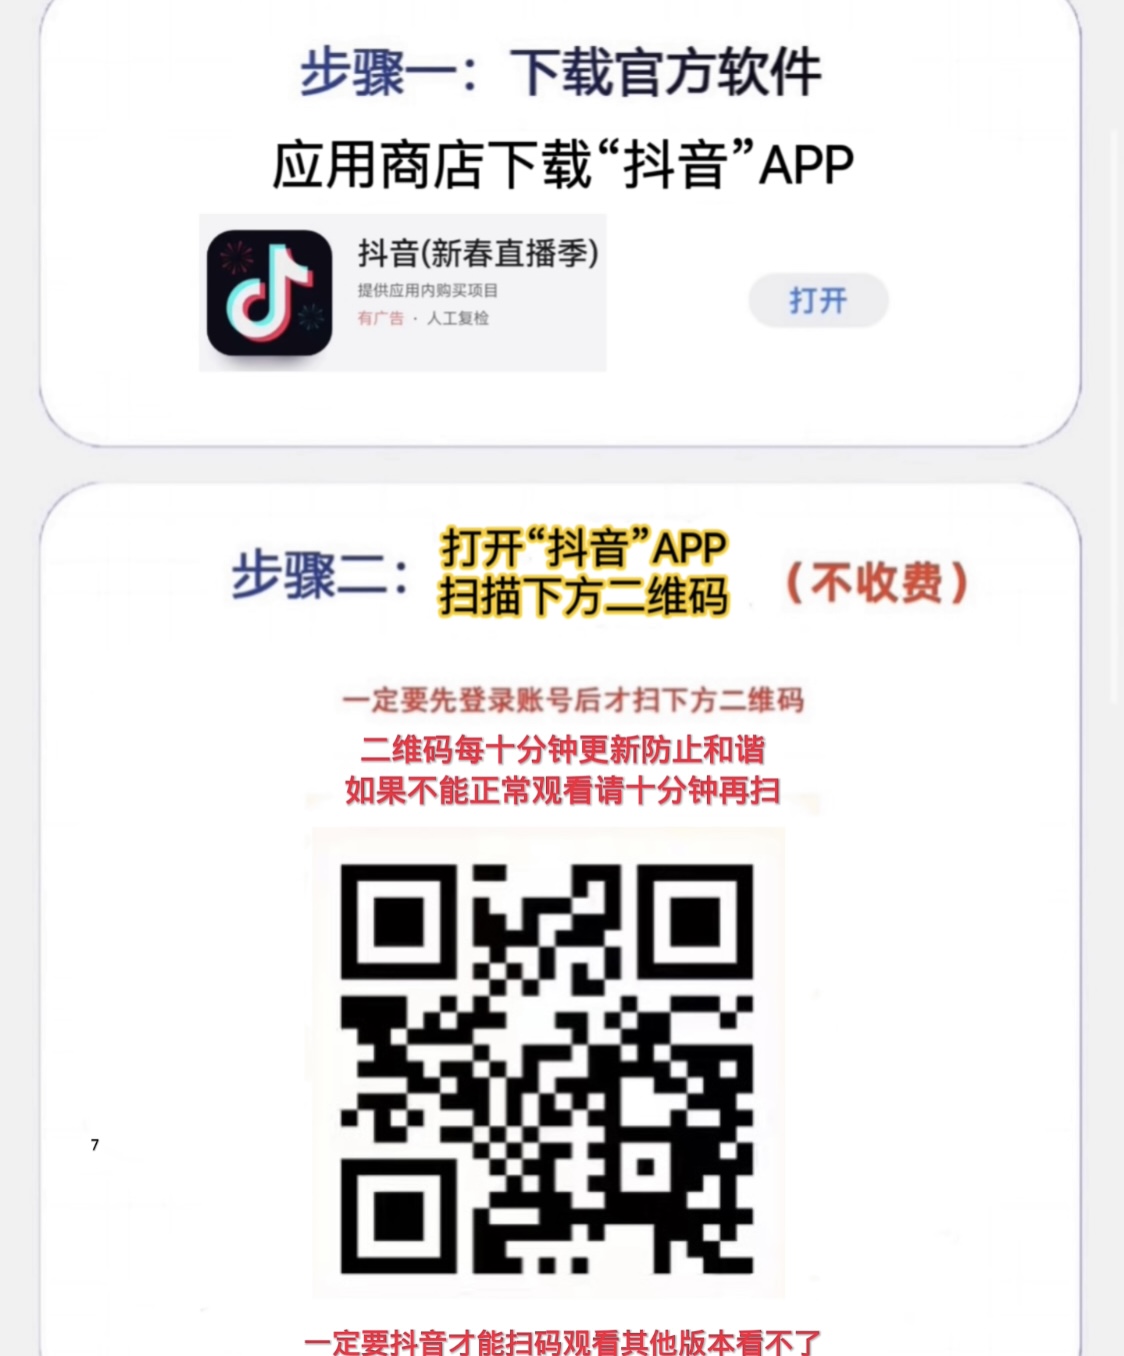 步骤一：下载官方软件
应用商店下载“抖音”APP
抖音(新春直播季)
提供应用内购买项目
有广告 · 人工复检
打开
步骤二：
打开“抖音”APP
扫描下方二维码
（不收费）
一定要先登录账号后才扫下方二维码
二维码每十分钟更新防止和谐
如果不能正常观看请十分钟再扫
7
一定要抖音才能扫码观看其他版本看不了